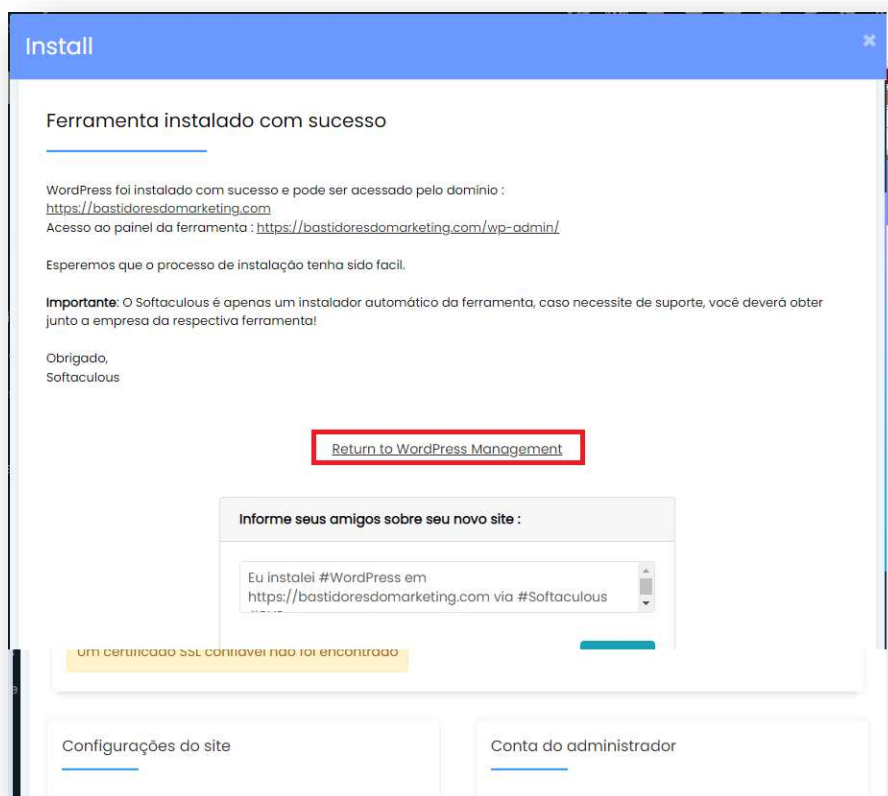 Install
Ferramenta instalado com sucesso
WordPress foi instalado com sucesso e pode ser acessado pelo domínio :
https://bastidoresdomarketing.com
Acesso ao painel da ferramenta : https://bastidoresdomarketing.com/wp-admin/
Esperemos que o processo de instalação tenha sido facil.
Importante: O Softaculous é apenas um instalador automático da ferramenta, caso necessite de suporte, você deverá obter
junto a empresa da respectiva ferramenta!
Obrigado,
Softaculous
Return to WordPress Management
Informe seus amigos sobre seu novo site :
Eu instalei #WordPress em
https://bastidoresdomarketing.com via #Softaculous
Um certificado SSL confiável não foi encontrado
Configurações do site
Conta do administrador